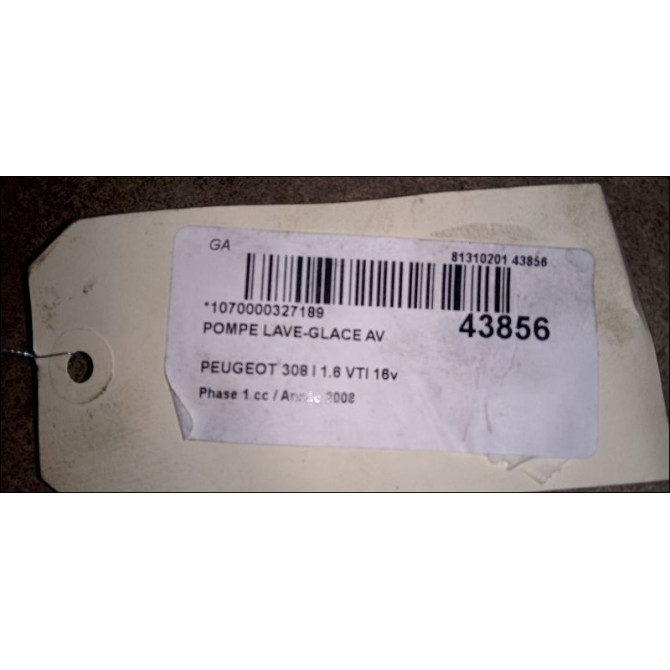 GA
81310201 43856
*1070000327189
43856
POMPE LAVE-GLACE AV
PEUGEOT 308 I 1.6 VTI 16v
Phase 1 cc / Année 2008